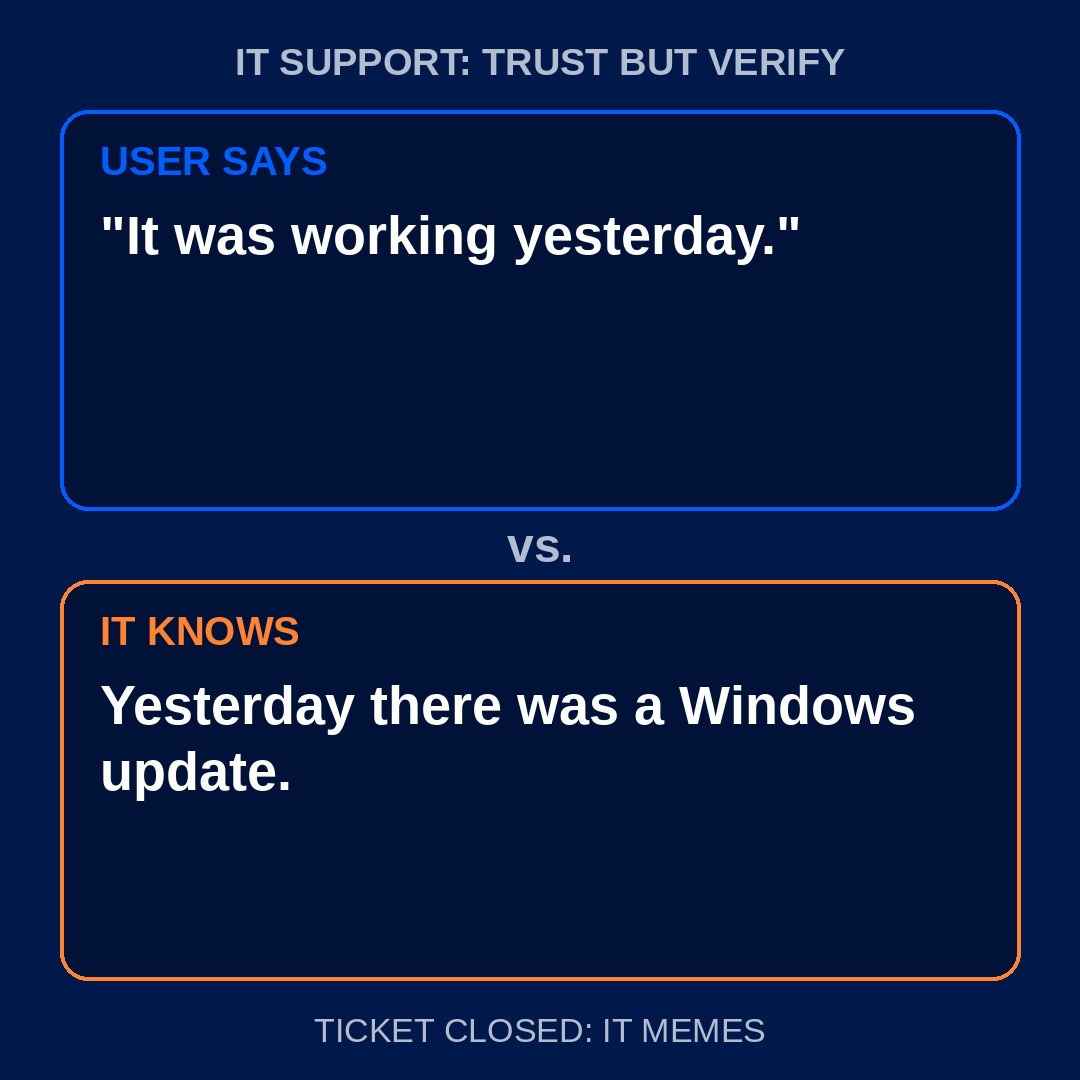 IT SUPPORT: TRUST BUT VERIFY
USER SAYS
"It was working yesterday."
vs.
IT KNOWS
Yesterday there was a Windows
update.
TICKET CLOSED: IT MEMES